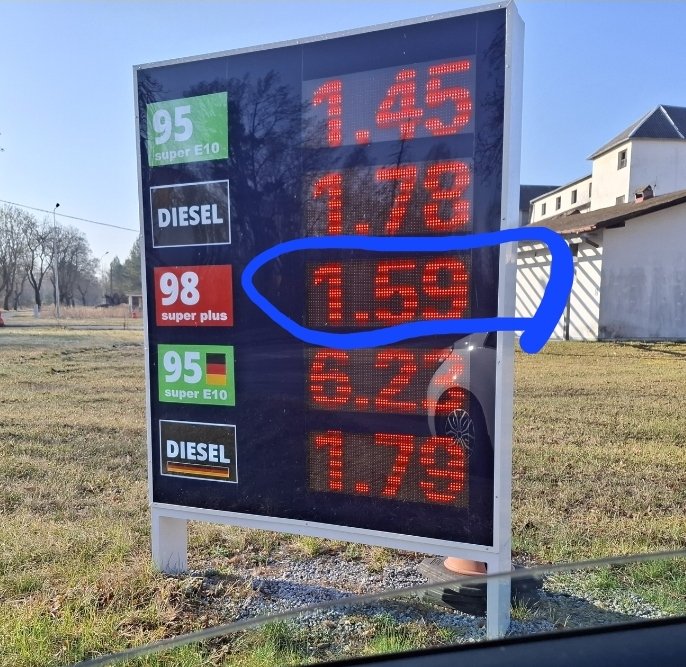 95 1.45
super E10
DIESEL 1.78
98 1.59
super plus
95 6.23
super E10
DIESEL 1.79